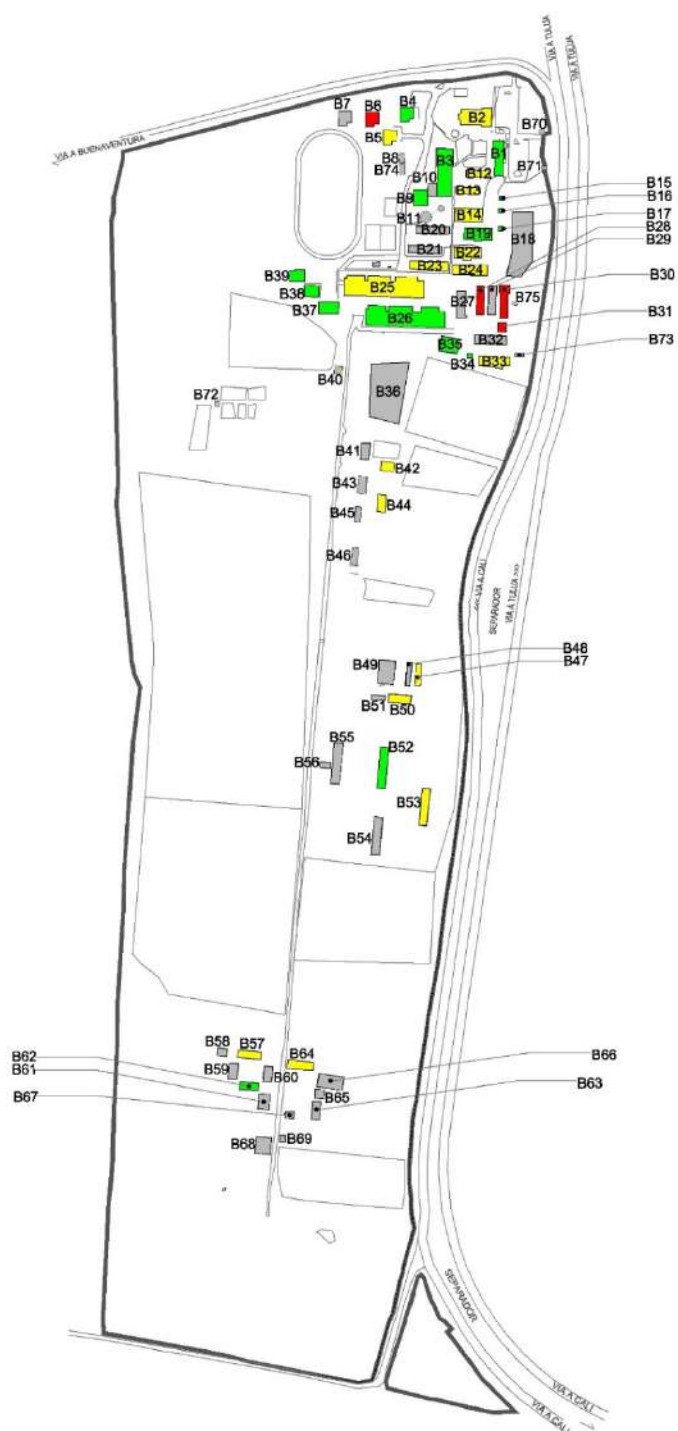 VIA A TULUA
VIA A TULUA
VIA A BUENAVENTURA
B7
B6
B4
B2
B70
B5
B3
B1
B8
B74
B12
B71
B10
B13
B15
B9
B16
B11
B14
B17
B20
B19
B18
B28
B21
B22
B29
B23
B24
B39
B25
B30
B38
B27
B75
B37
B26
B31
B35
B32
B73
B34
B33
B40
B36
B72
B41
B42
B43
B44
B45
B46
<<< VIA A CALI
SEPARADOR
VIA A TULUA >>>
B48
B49
B47
B51
B50
B55
B52
B56
B53
B54
B58
B57
B64
B62
B59
B60
B66
B61
B65
B63
B67
B68
B69
SEPARADOR
VIA A CALI
VIA A CALI